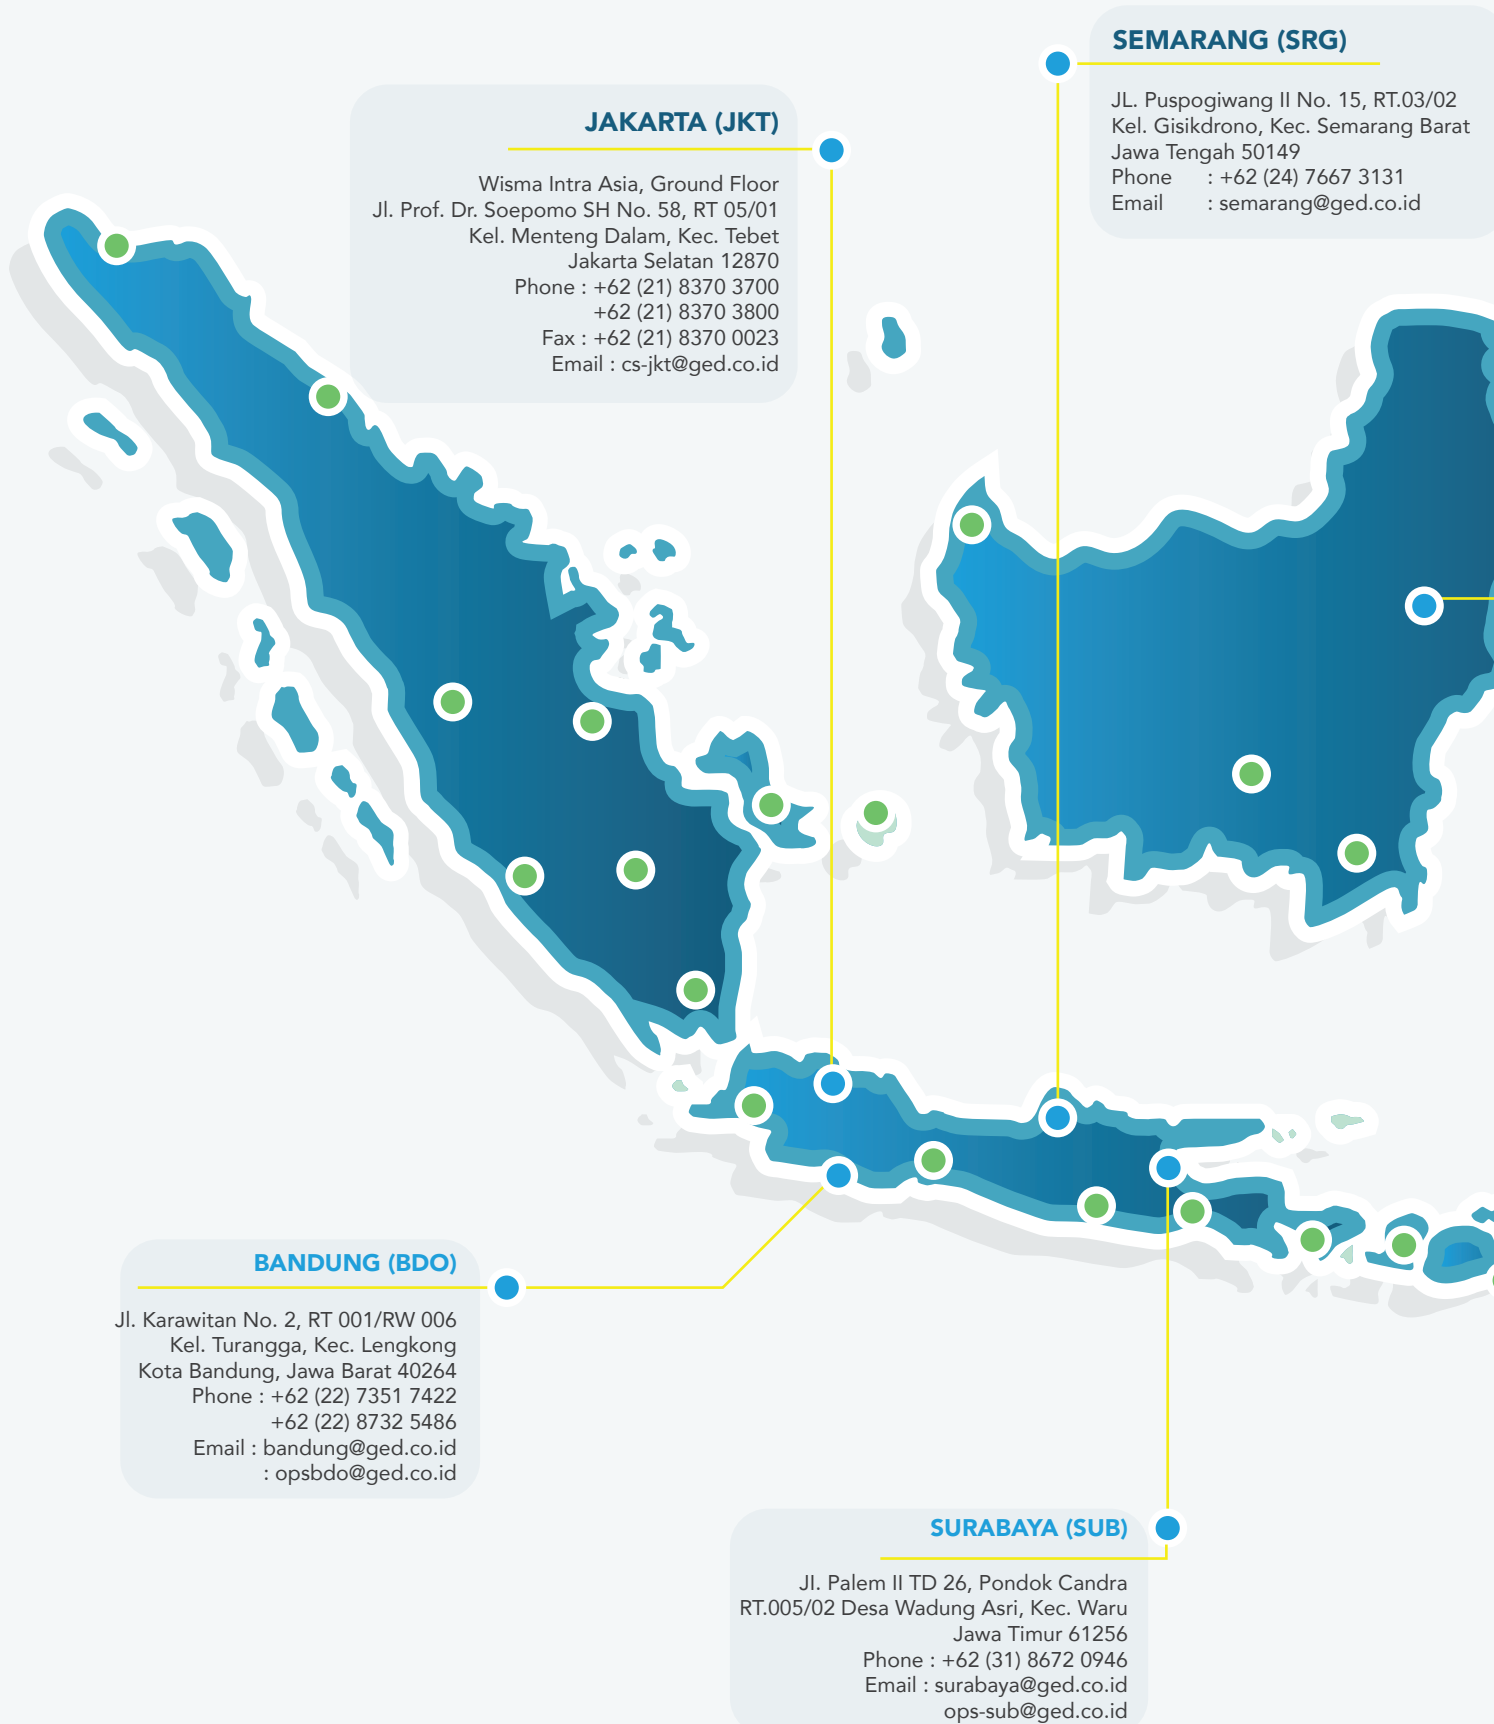 SEMARANG (SRG)
JL. Puspogiwang II No. 15, RT.03/02
Kel. Gisikdrono, Kec. Semarang Barat
Jawa Tengah 50149
Phone : +62 (24) 7667 3131
Email : semarang@ged.co.id
JAKARTA (JKT)
Wisma Intra Asia, Ground Floor
Jl. Prof. Dr. Soepomo SH No. 58, RT 05/01
Kel. Menteng Dalam, Kec. Tebet
Jakarta Selatan 12870
Phone : +62 (21) 8370 3700
+62 (21) 8370 3800
Fax : +62 (21) 8370 0023
Email : cs-jkt@ged.co.id
BANDUNG (BDO)
Jl. Karawitan No. 2, RT 001/RW 006
Kel. Turangga, Kec. Lengkong
Kota Bandung, Jawa Barat 40264
Phone : +62 (22) 7351 7422
+62 (22) 8732 5486
Email : bandung@ged.co.id
: opsbdo@ged.co.id
SURABAYA (SUB)
JI. Palem II TD 26, Pondok Candra
RT.005/02 Desa Wadung Asri, Kec. Waru
Jawa Timur 61256
Phone : +62 (31) 8672 0946
Email : surabaya@ged.co.id
ops-sub@ged.co.id